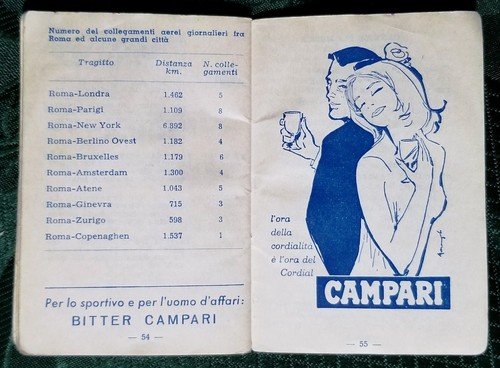 Numero dei collegamenti aerei giornalieri fra
Roma ed alcune grandi città
Tragitto Distanza km. N. colle-gamenti
Roma-Londra 1.462 5
Roma-Parigi 1.109 8
Roma-New York 6.892 8
Roma-Berlino Ovest 1.182 4
Roma-Bruxelles 1.179 6
Roma-Amsterdam 1.300 4
Roma-Atene 1.043 5
Roma-Ginevra 715 3
Roma-Zurigo 598 3
Roma-Copenaghen 1.537 1
Per lo sportivo e per l'uomo d'affari:
BITTER CAMPARI
— 54 —
l'ora
della
cordialità
è l'ora del
Cordial
CAMPARI
— 55 —